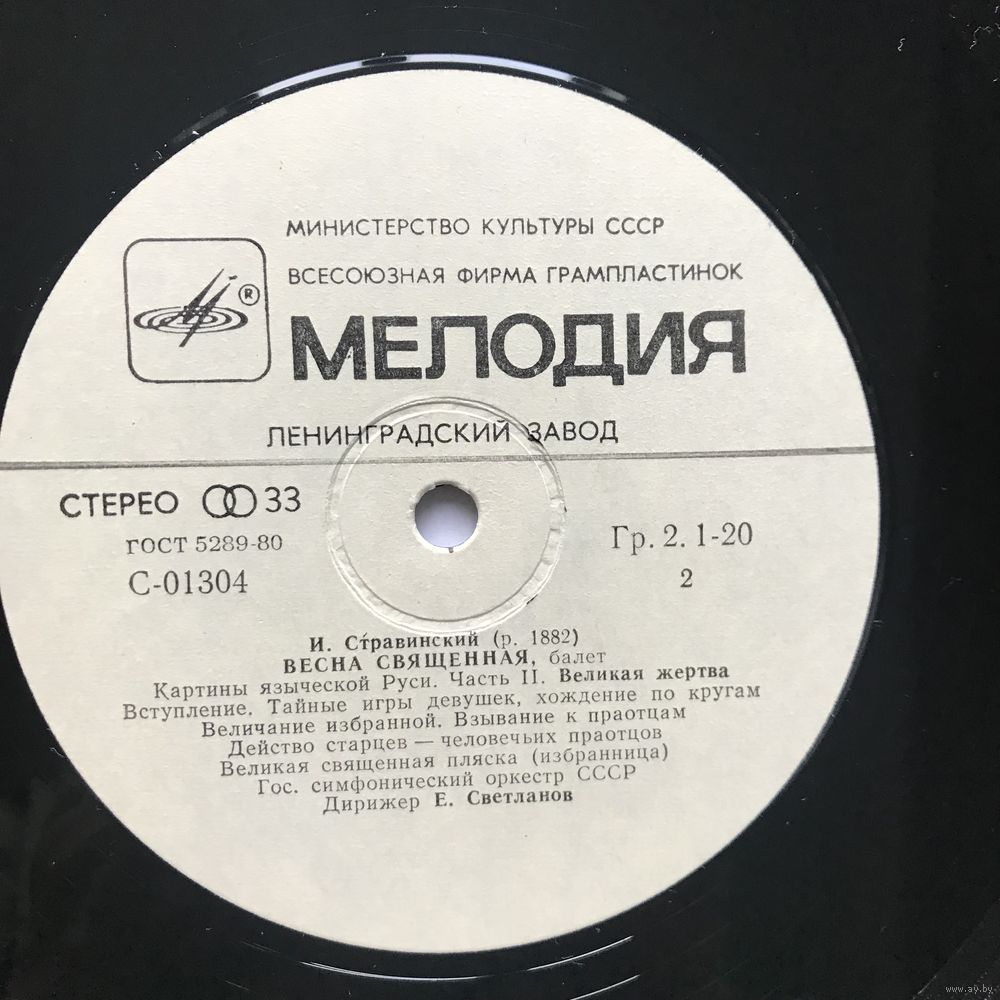 МИНИСТЕРСТВО КУЛЬТУРЫ СССР
ВСЕСОЮЗНАЯ ФИРМА ГРАМПЛАСТИНОК
®
МЕЛОДИЯ
ЛЕНИНГРАДСКИЙ ЗАВОД
СТЕРЕО 33
ГОСТ 5289-80
С-01304
Гр. 2. 1-20
2
И. Стравинский (р. 1882)
ВЕСНА СВЯЩЕННАЯ, балет
Картины языческой Руси. Часть II. Великая жертва
Вступление. Тайные игры девушек, хождение по кругам
Величание избранной. Взывание к праотцам
Действо старцев — человечьих праотцов
Великая священная пляска (избранница)
Гос. симфонический оркестр СССР
Дирижер Е. Светланов
www.ay.by